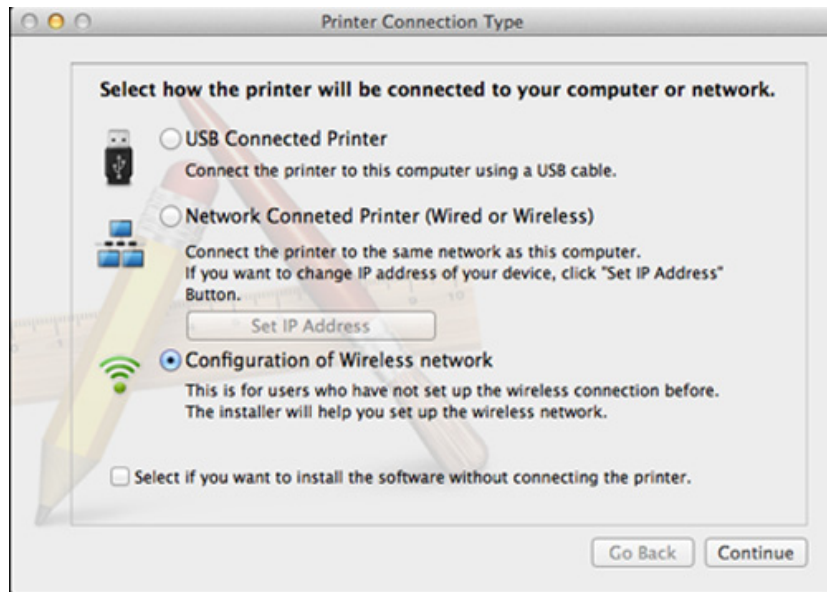 Printer Connection Type
Select how the printer will be connected to your computer or network.
USB Connected Printer
Connect the printer to this computer using a USB cable.
Network Conneted Printer (Wired or Wireless)
Connect the printer to the same network as this computer.
If you want to change IP address of your device, click "Set IP Address"
Button.
Set IP Address
Configuration of Wireless network
This is for users who have not set up the wireless connection before.
The installer will help you set up the wireless network.
Select if you want to install the software without connecting the printer.
Go Back Continue